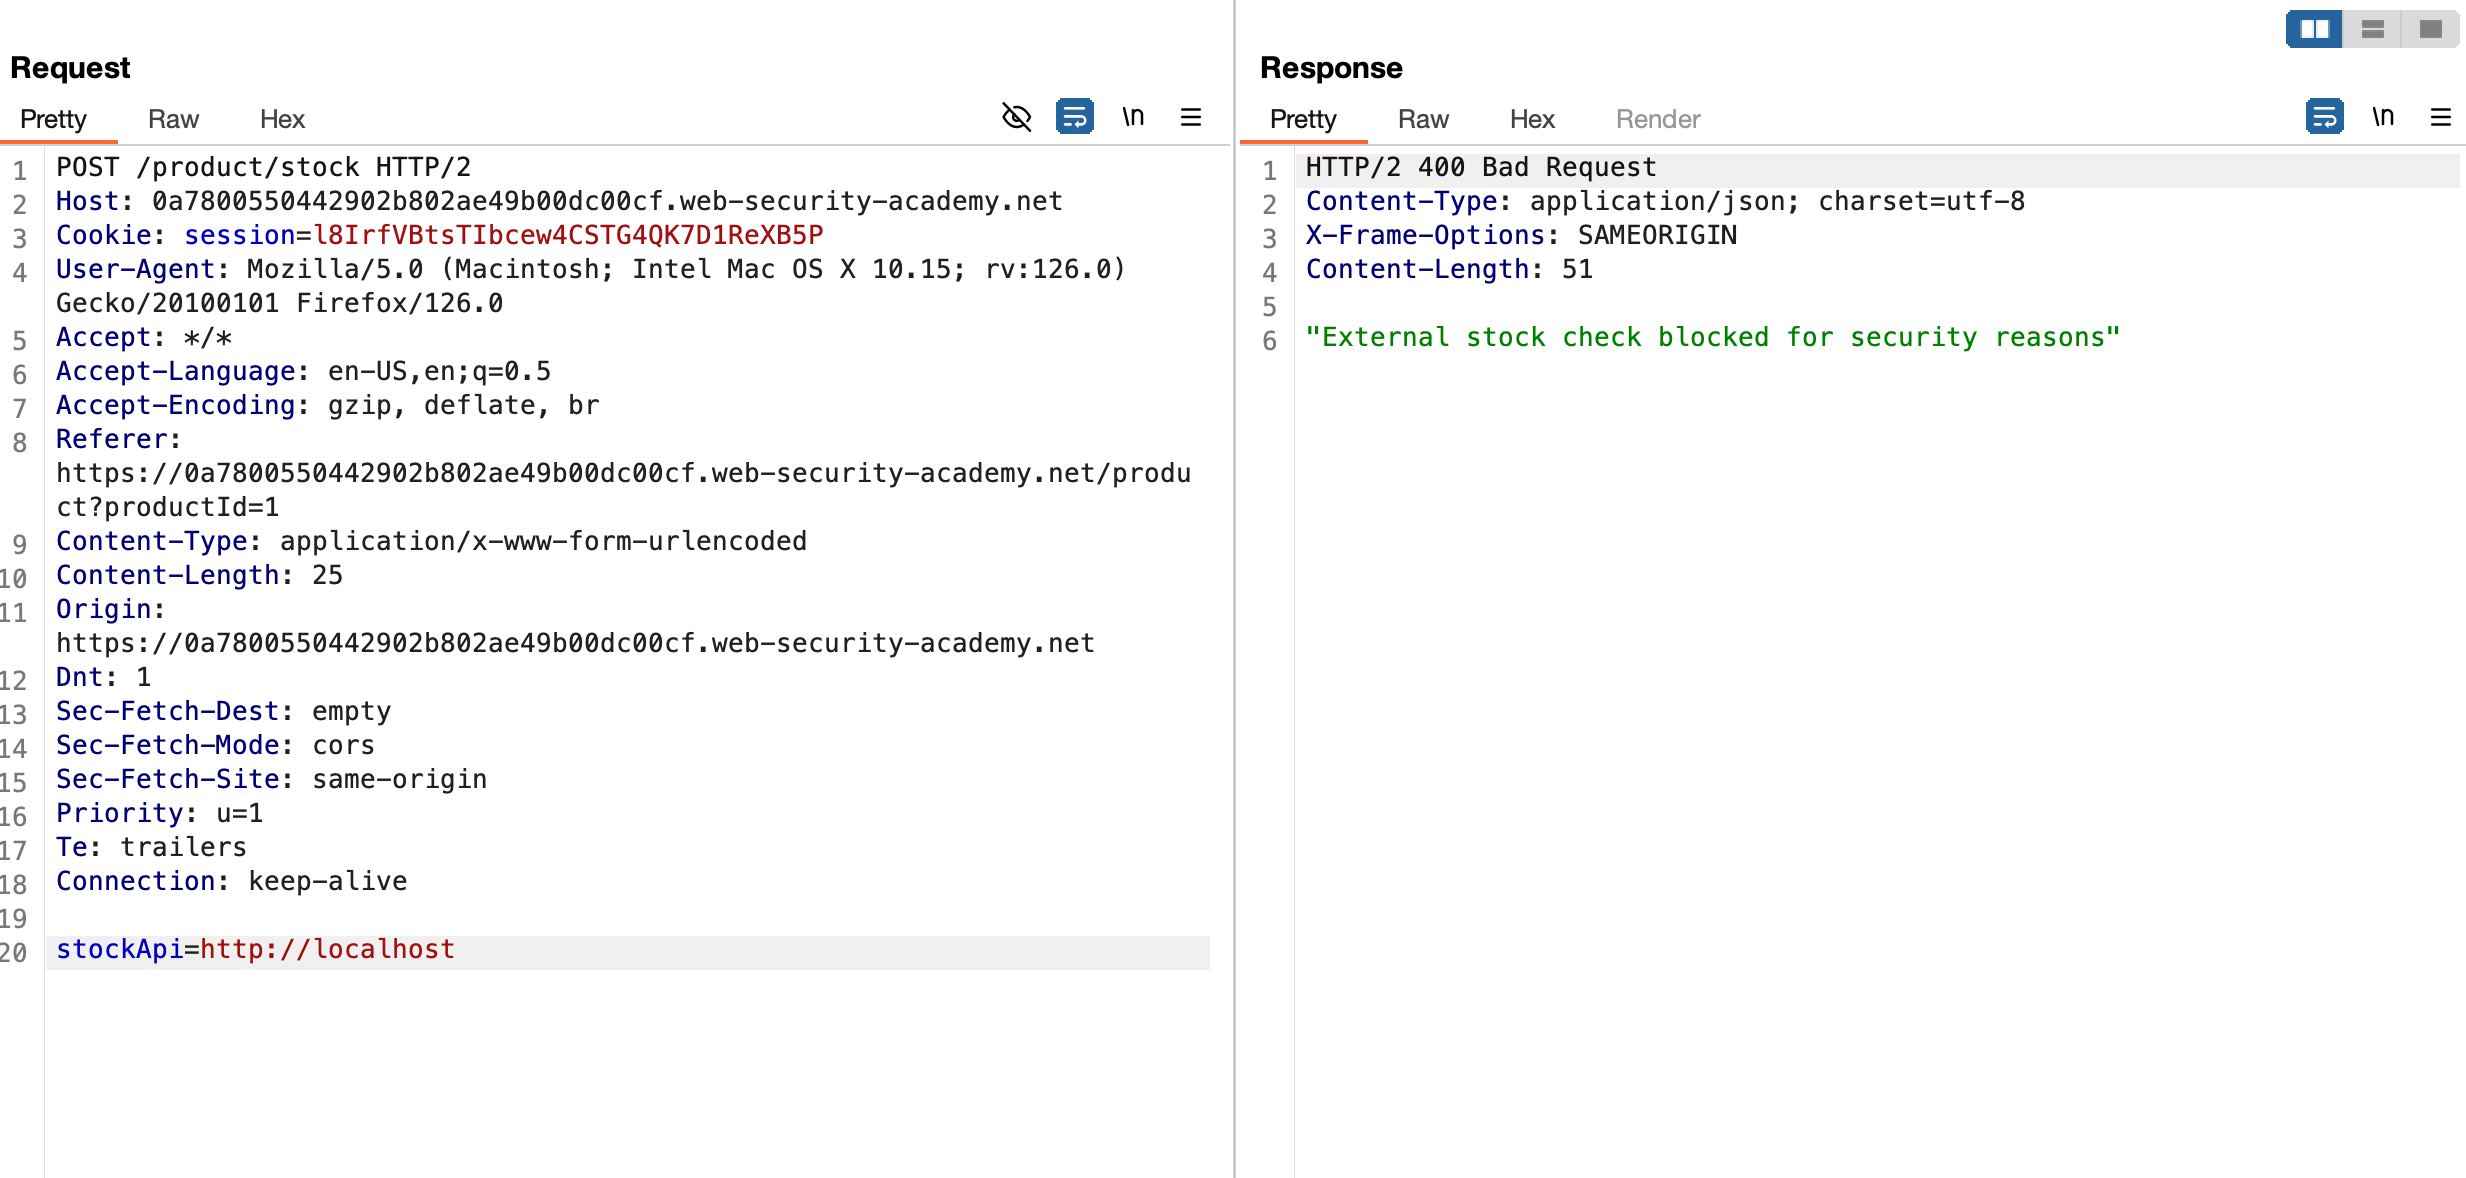 Request
Pretty Raw Hex \n
1 POST /product/stock HTTP/2
2 Host: 0a7800550442902b802ae49b00dc00cf.web-security-academy.net
3 Cookie: session=l8IrfVBtsTIbcew4CSTG4QK7D1ReXB5P
4 User-Agent: Mozilla/5.0 (Macintosh; Intel Mac OS X 10.15; rv:126.0)
Gecko/20100101 Firefox/126.0
5 Accept: */*
6 Accept-Language: en-US,en;q=0.5
7 Accept-Encoding: gzip, deflate, br
8 Referer:
https://0a7800550442902b802ae49b00dc00cf.web-security-academy.net/produ
ct?productId=1
9 Content-Type: application/x-www-form-urlencoded
10 Content-Length: 25
11 Origin:
https://0a7800550442902b802ae49b00dc00cf.web-security-academy.net
12 Dnt: 1
13 Sec-Fetch-Dest: empty
14 Sec-Fetch-Mode: cors
15 Sec-Fetch-Site: same-origin
16 Priority: u=1
17 Te: trailers
18 Connection: keep-alive
19
20 stockApi=http://localhost
Response
Pretty Raw Hex Render \n
1 HTTP/2 400 Bad Request
2 Content-Type: application/json; charset=utf-8
3 X-Frame-Options: SAMEORIGIN
4 Content-Length: 51
5
6 "External stock check blocked for security reasons"